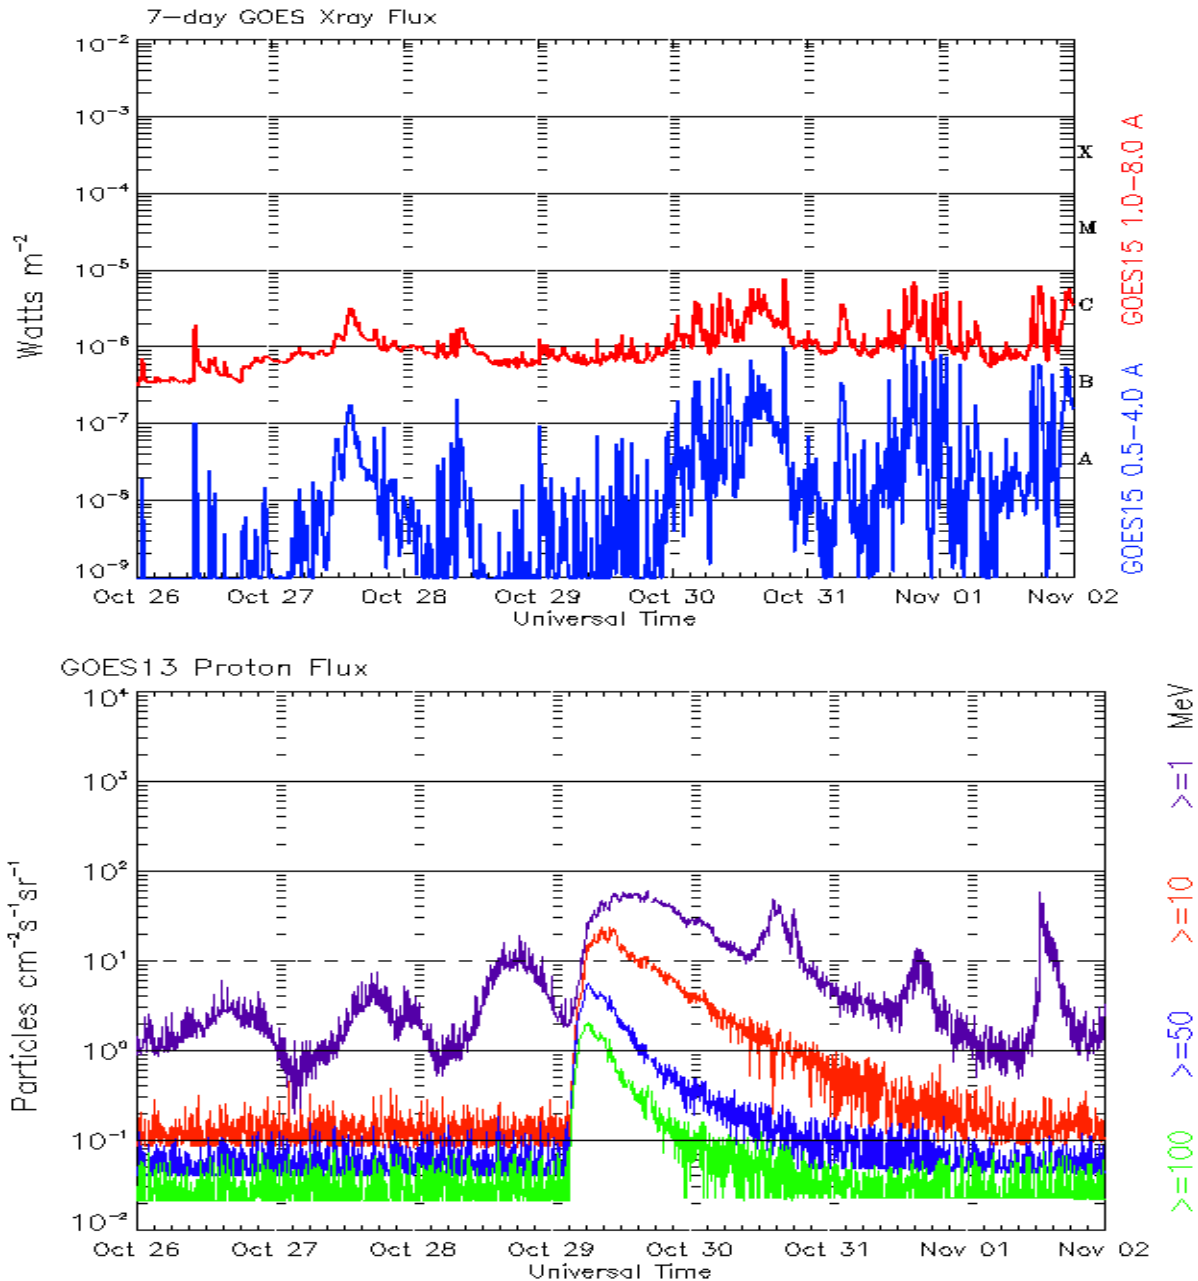 7-day GOES Xray Flux
10⁻²
10⁻³
10⁻⁴
10⁻⁵
10⁻⁶
10⁻⁷
10⁻⁸
10⁻⁹
Watts m⁻²
X
M
C
B
A
GOES15 1.0-8.0 A
GOES15 0.5-4.0 A
Oct 26 Oct 27 Oct 28 Oct 29 Oct 30 Oct 31 Nov 01 Nov 02
Universal Time
GOES13 Proton Flux
10⁴
10³
10²
10¹
10⁰
10⁻¹
10⁻²
Particles cm⁻²s⁻¹sr⁻¹
>=1 MeV
>=10
>=50
>=100
Oct 26 Oct 27 Oct 28 Oct 29 Oct 30 Oct 31 Nov 01 Nov 02
Universal Time